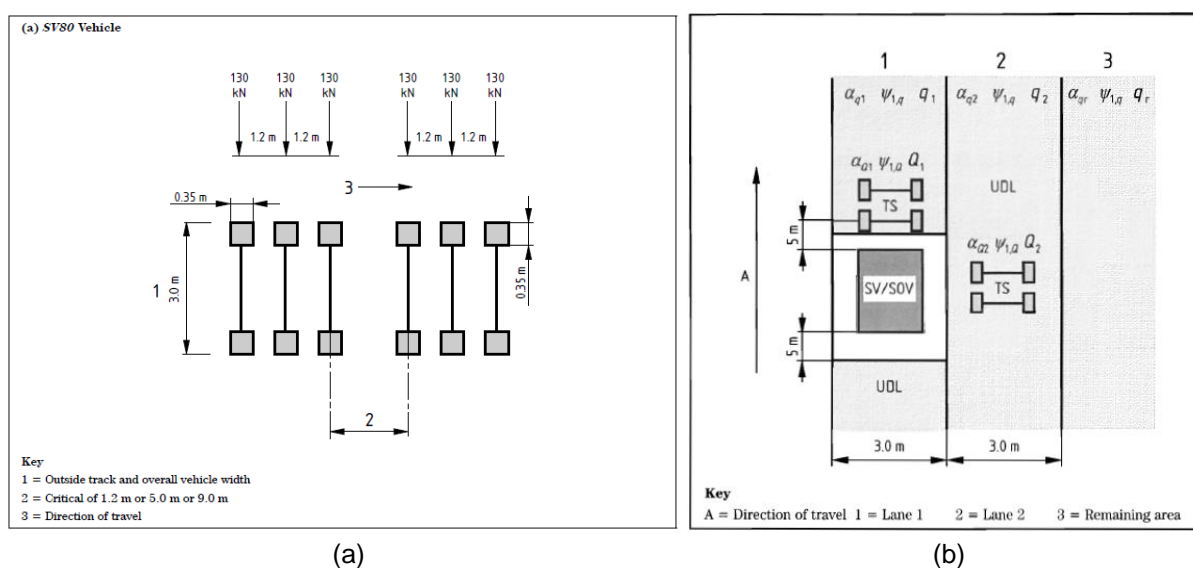 (a) SV80 Vehicle
130 130 130 130 130 130
kN kN kN kN kN kN
1.2 m 1.2 m 1.2 m 1.2 m
3
0.35 m
1
3.0 m
0.35 m
2
Key
1 = Outside track and overall vehicle width
2 = Critical of 1.2 m or 5.0 m or 9.0 m
3 = Direction of travel
(a)
1 2 3
αq1 ψ1,q q1 αq2 ψ1,q q2 αqr ψ1,q qr
αQ1 ψ1,Q Q1
TS
UDL
5 m
αQ2 ψ1,Q Q2
A
SV/SOV
TS
5 m
UDL
3.0 m 3.0 m
Key
A = Direction of travel 1 = Lane 1 2 = Lane 2 3 = Remaining area
(b)